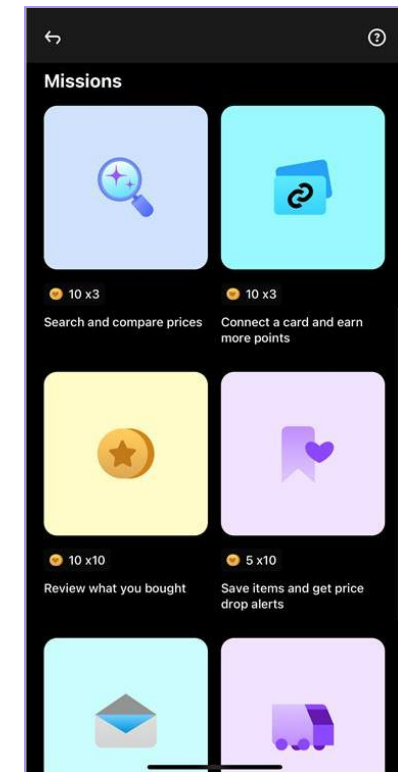 Missions
10 x3
10 x3
Search and compare prices
Connect a card and earn
more points
10 x10
5 x10
Review what you bought
Save items and get price
drop alerts